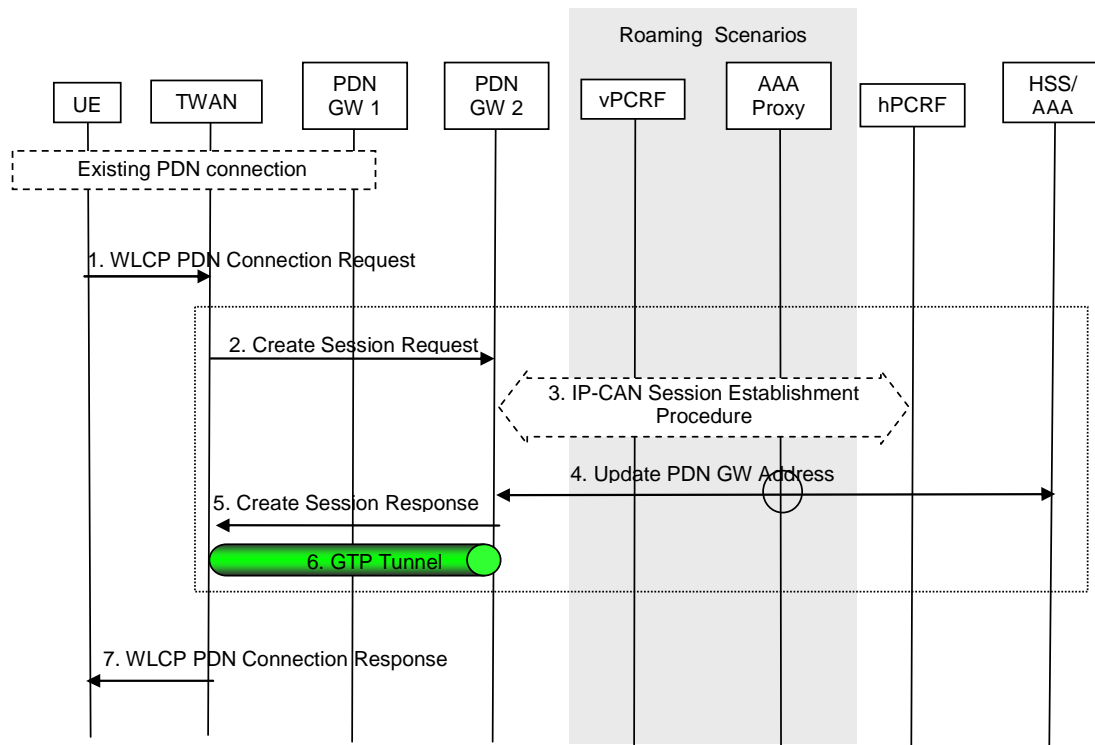 Roaming Scenarios
UE
TWAN
PDN
GW 1
PDN
GW 2
vPCRF
AAA
Proxy
hPCRF
HSS/
AAA
Existing PDN connection
1. WLCP PDN Connection Request
2. Create Session Request
3. IP-CAN Session Establishment
Procedure
4. Update PDN GW Address
5. Create Session Response
6. GTP Tunnel
7. WLCP PDN Connection Response